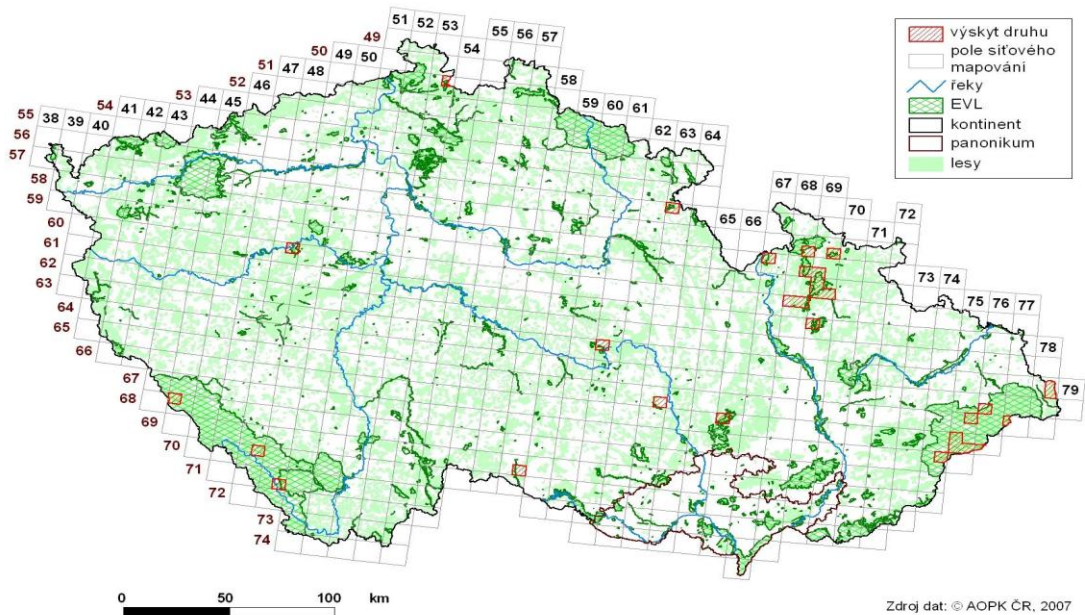 51 52 53
49
54
55 56 57
50 49 50
58
51 47 48
52 46
53 44 45
54 41 42 43
55 38 39 40
56
57
58
59
60
61
62
63
64
65
66
67
68
69
70
71
72
73
74
59 60 61
62 63 64
65 66
67 68 69
70
71
72
73 74
75 76 77
78
79
výskyt druhu
pole síťového
mapování
řeky
EVL
kontinent
panonikum
lesy
0 50 100 km
Zdroj dat: © AOPK ČR, 2007